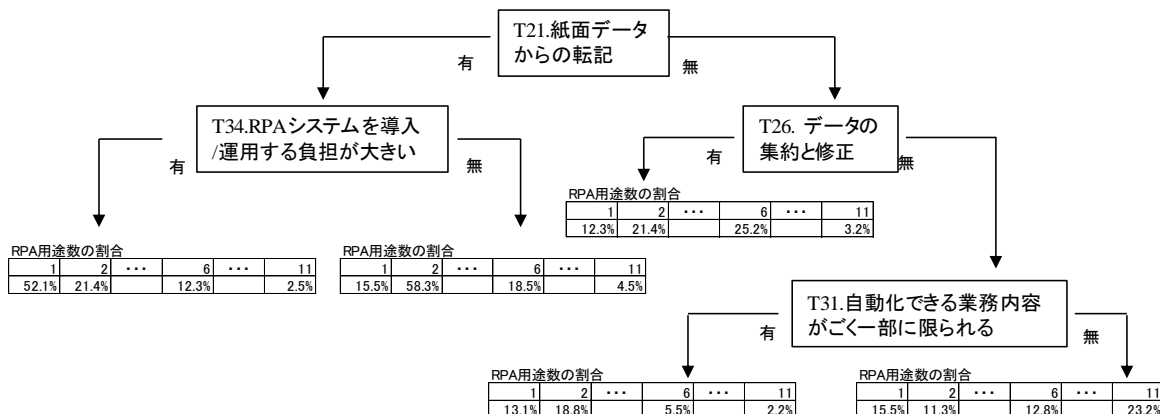 T21.紙面データ
からの転記
有
無
T34.RPAシステムを導入
/運用する負担が大きい
有
無
T26. データの
集約と修正
有
無
RPA用途数の割合
1 2 ・・・ 6 ・・・ 11
12.3% 21.4% 25.2% 3.2%
RPA用途数の割合
1 2 ・・・ 6 ・・・ 11
52.1% 21.4% 12.3% 2.5%
RPA用途数の割合
1 2 ・・・ 6 ・・・ 11
15.5% 58.3% 18.5% 4.5%
T31.自動化できる業務内容
がごく一部に限られる
有
無
RPA用途数の割合
1 2 ・・・ 6 ・・・ 11
13.1% 18.8% 5.5% 2.2%
RPA用途数の割合
1 2 ・・・ 6 ・・・ 11
15.5% 11.3% 12.8% 23.2%